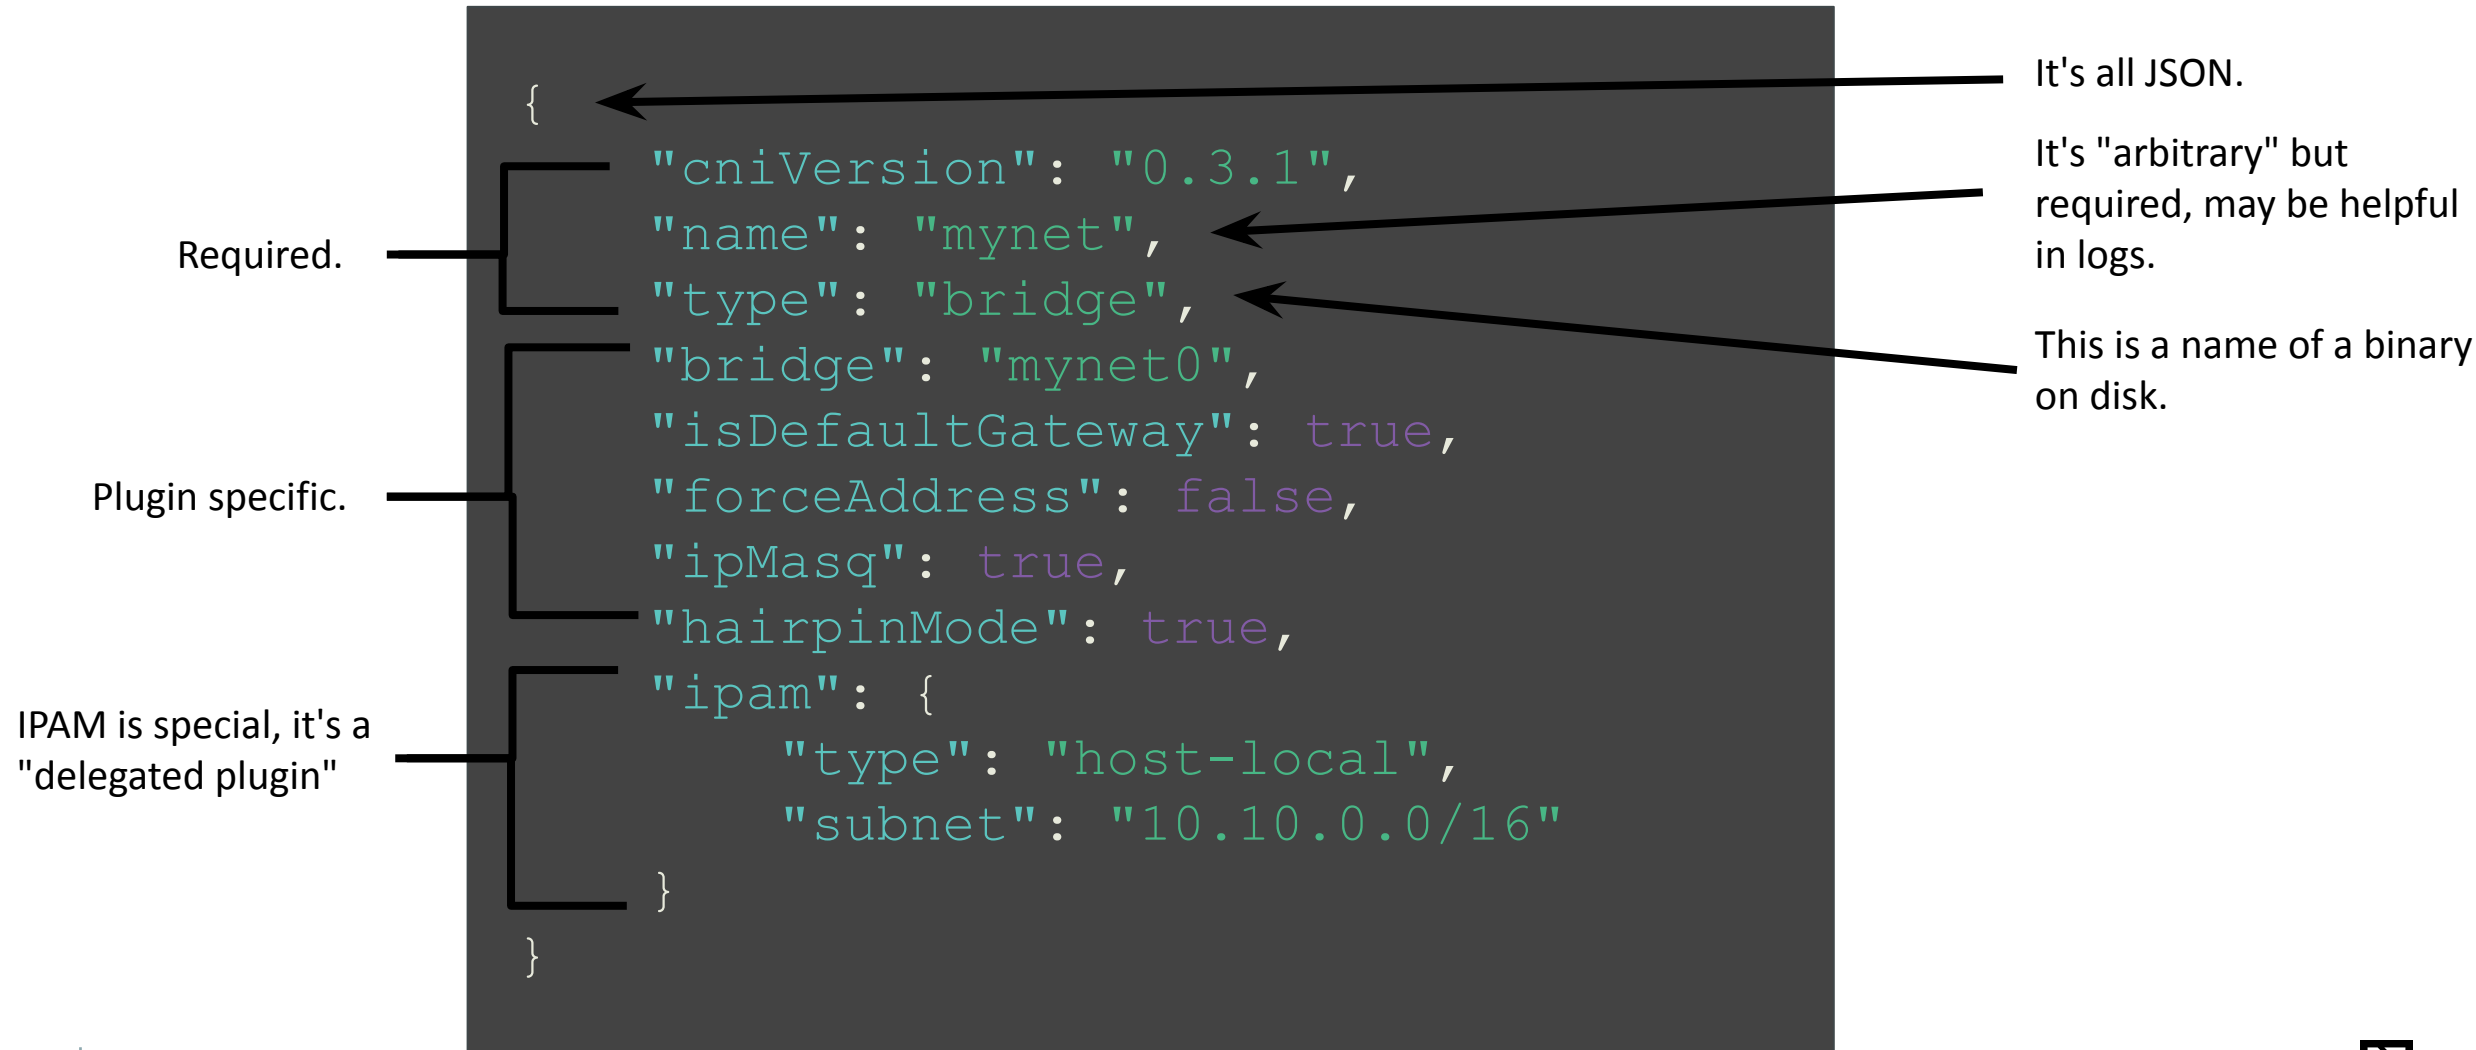 {
"cniVersion": "0.3.1",
"name": "mynet",
"type": "bridge",
"bridge": "mynet0",
"isDefaultGateway": true,
"forceAddress": false,
"ipMasq": true,
"hairpinMode": true,
"ipam": {
"type": "host-local",
"subnet": "10.10.0.0/16"
}
}
Required.
Plugin specific.
IPAM is special, it's a
"delegated plugin"
It's all JSON.
It's "arbitrary" but
required, may be helpful
in logs.
This is a name of a binary
on disk.